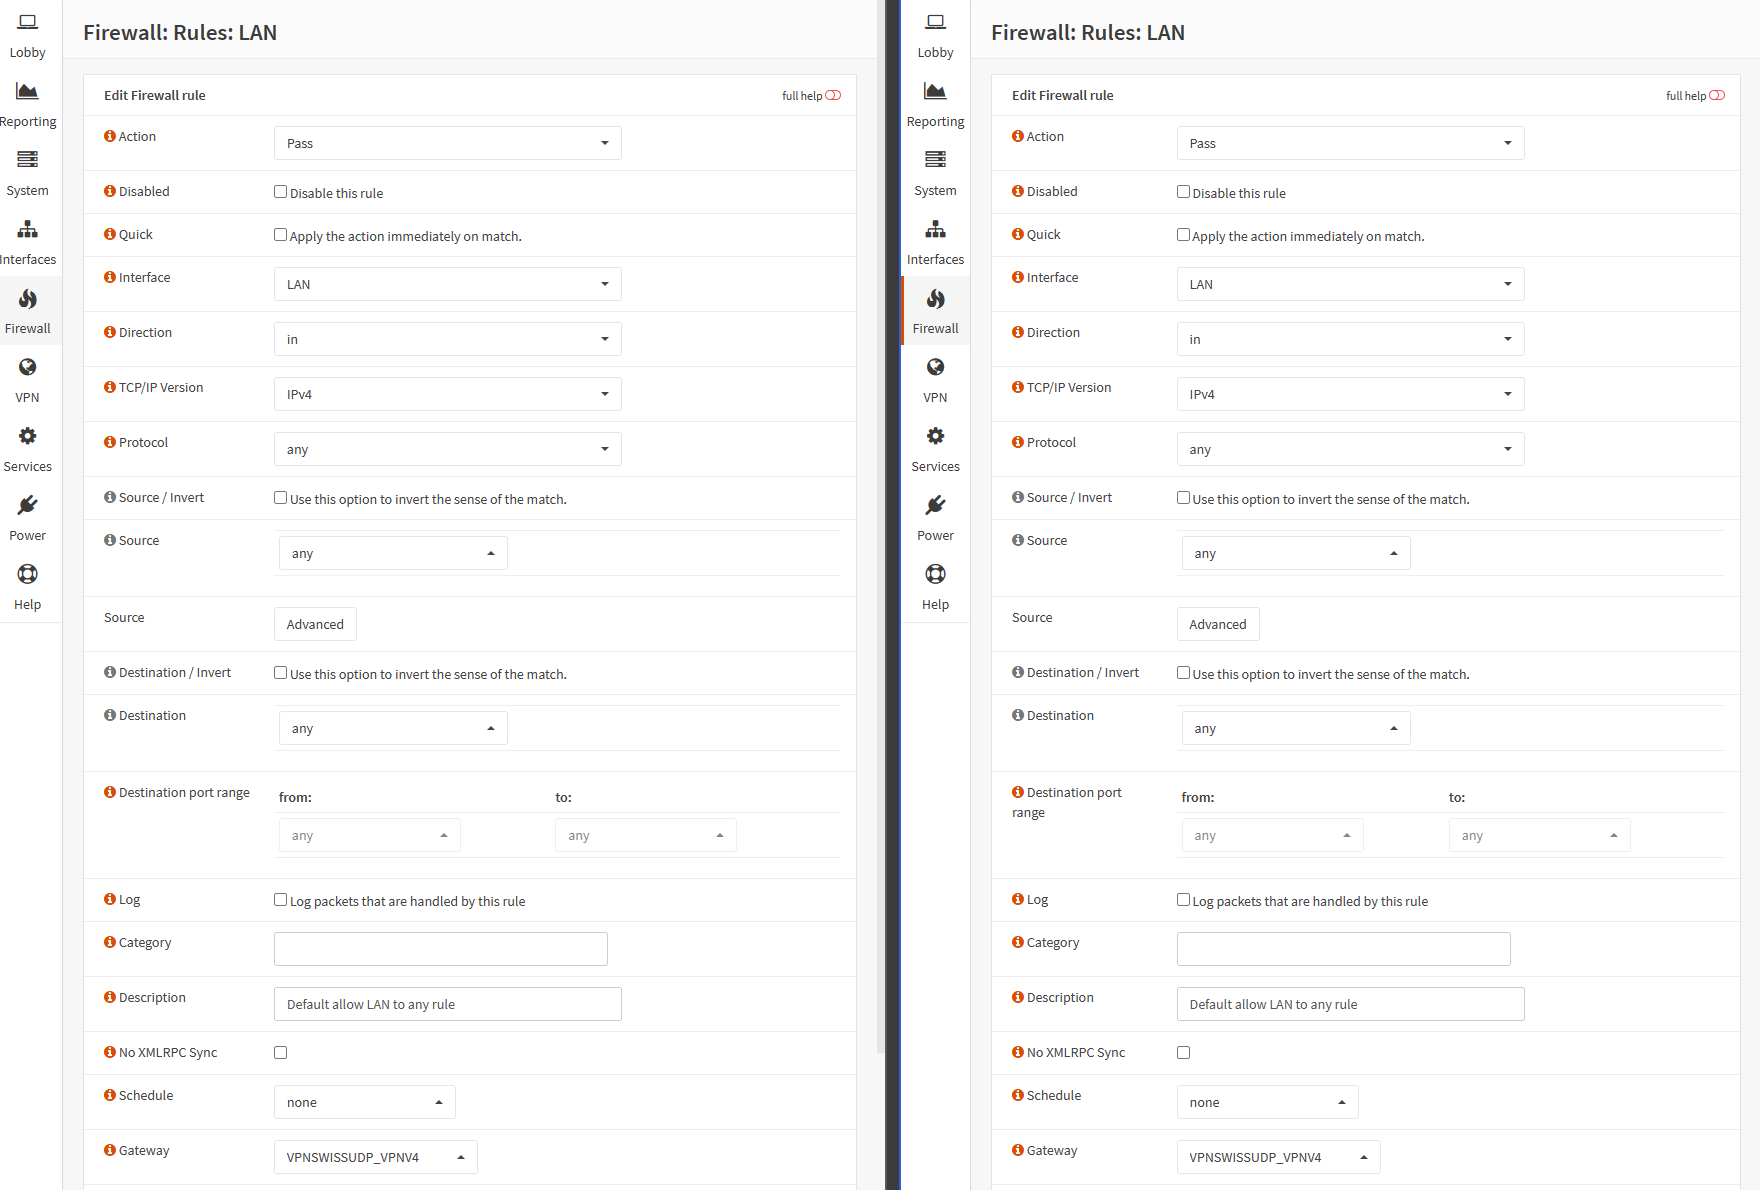 Lobby
Reporting
System
Interfaces
Firewall
VPN
Services
Power
Help
Firewall: Rules: LAN
Edit Firewall rule
full help
Action
Pass
Disabled
Disable this rule
Quick
Apply the action immediately on match.
Interface
LAN
Direction
in
TCP/IP Version
IPv4
Protocol
any
Source / Invert
Use this option to invert the sense of the match.
Source
any
Source
Advanced
Destination / Invert
Use this option to invert the sense of the match.
Destination
any
Destination port range
from:
to:
any
any
Log
Log packets that are handled by this rule
Category
Description
Default allow LAN to any rule
No XMLRPC Sync
Schedule
none
Gateway
VPNSWISSUDP_VPNV4
Lobby
Reporting
System
Interfaces
Firewall
VPN
Services
Power
Help
Firewall: Rules: LAN
Edit Firewall rule
full help
Action
Pass
Disabled
Disable this rule
Quick
Apply the action immediately on match.
Interface
LAN
Direction
in
TCP/IP Version
IPv4
Protocol
any
Source / Invert
Use this option to invert the sense of the match.
Source
any
Source
Advanced
Destination / Invert
Use this option to invert the sense of the match.
Destination
any
Destination port
range
from:
to:
any
any
Log
Log packets that are handled by this rule
Category
Description
Default allow LAN to any rule
No XMLRPC Sync
Schedule
none
Gateway
VPNSWISSUDP_VPNV4